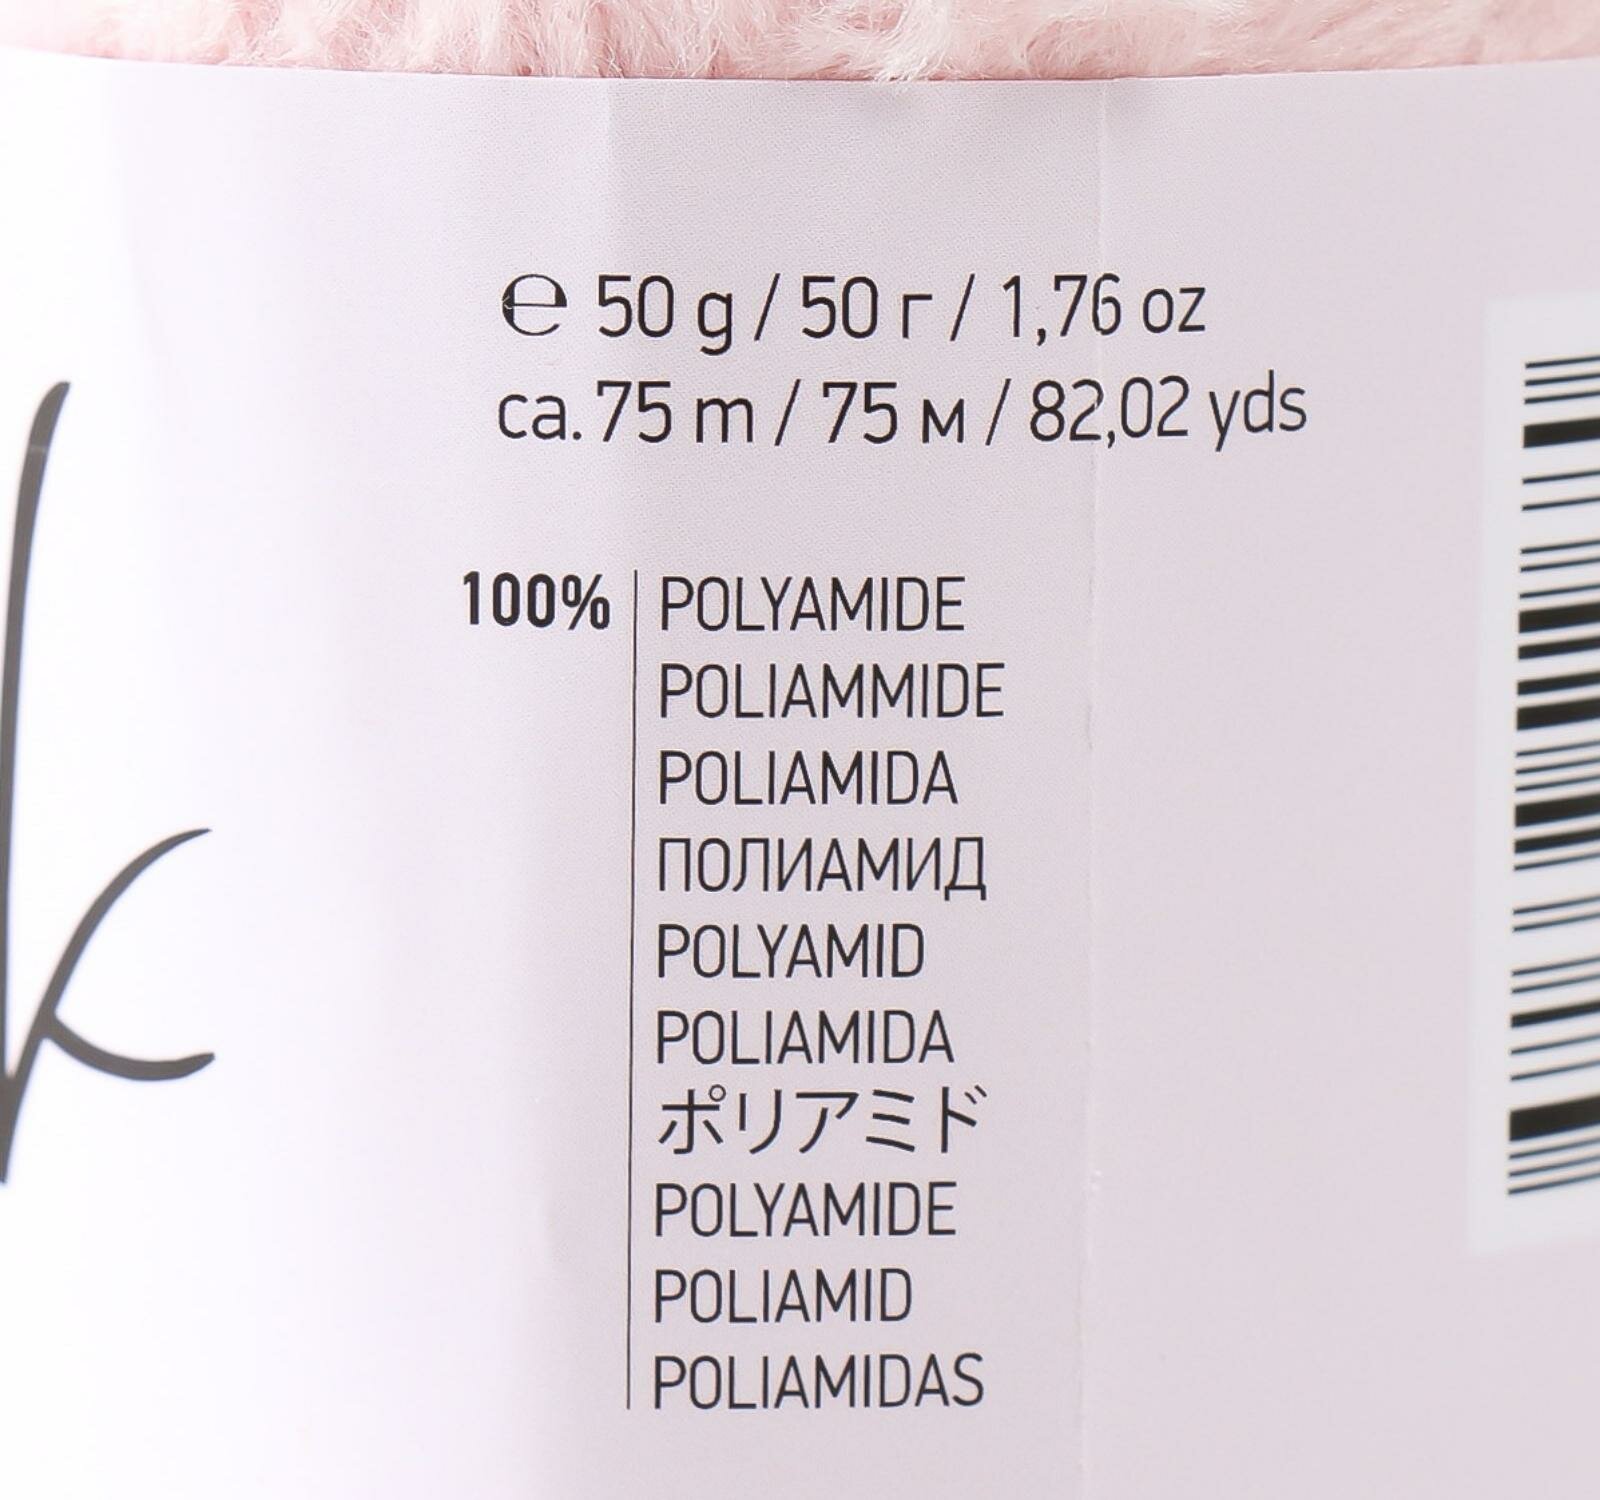 ℮ 50 g / 50 г / 1,76 oz
ca. 75 m / 75 м / 82,02 yds
100% POLYAMIDE
POLIAMMIDE
POLIAMIDA
ПОЛИАМИД
POLYAMID
POLIAMIDA
ポリアミド
POLYAMIDE
POLIAMID
POLIAMIDAS
k